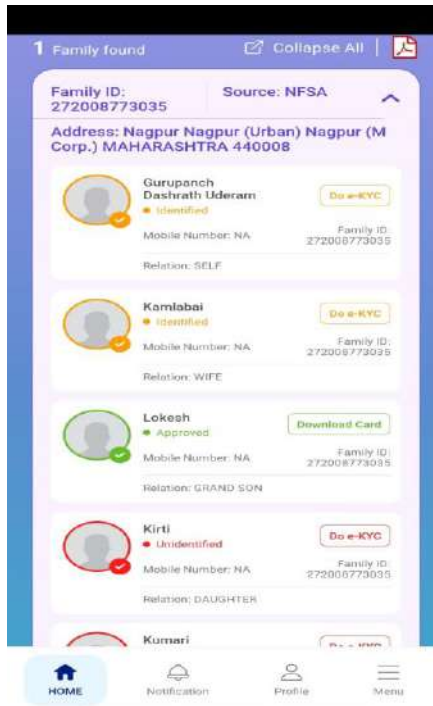 1 Family found
Collapse All
Family ID: Source: NFSA
272008773035
Address: Nagpur Nagpur (Urban) Nagpur (M
Corp.) MAHARASHTRA 440008
Gurupanch
Dashrath Uderam
Do e-KYC
Identified
Mobile Number: NA
Family ID:
272008773035
Relation: SELF
Kamlabai
Do e-KYC
Identified
Mobile Number: NA
Family ID:
272008773035
Relation: WIFE
Lokesh
Download Card
Approved
Mobile Number: NA
Family ID:
272008773035
Relation: GRAND SON
Kirti
Do e-KYC
Unidentified
Mobile Number: NA
Family ID:
272008773035
Relation: DAUGHTER
Kumari
HOME
Notification
Profile
Menu